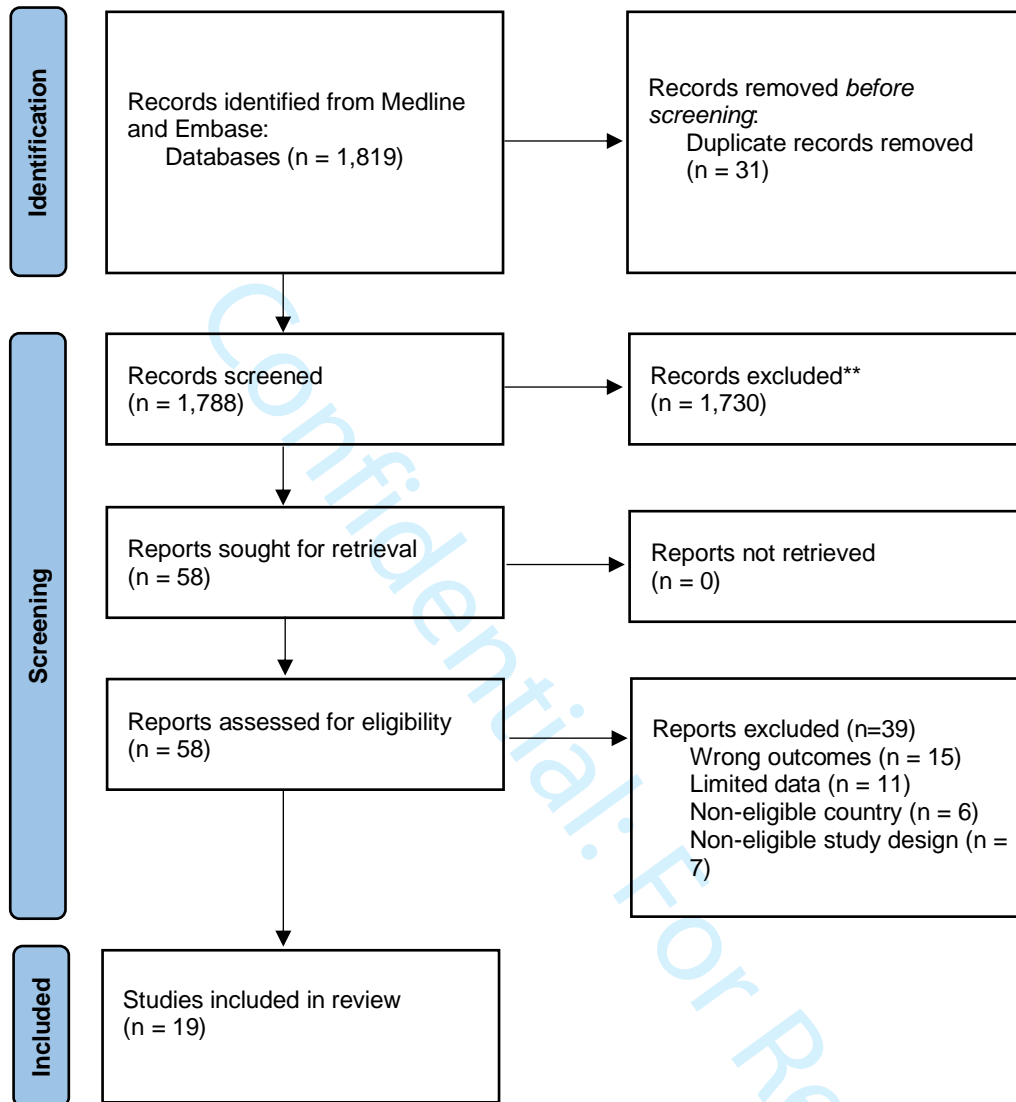 Identification
Records identified from Medline
and Embase:
Databases (n = 1,819)
Records removed before
screening:
Duplicate records removed
(n = 31)
Screening
Records screened
(n = 1,788)
Records excluded**
(n = 1,730)
Reports sought for retrieval
(n = 58)
Reports not retrieved
(n = 0)
Reports assessed for eligibility
(n = 58)
Reports excluded (n=39)
Wrong outcomes (n = 15)
Limited data (n = 11)
Non-eligible country (n = 6)
Non-eligible study design (n =
7)
Included
Studies included in review
(n = 19)
Confidential: For Re